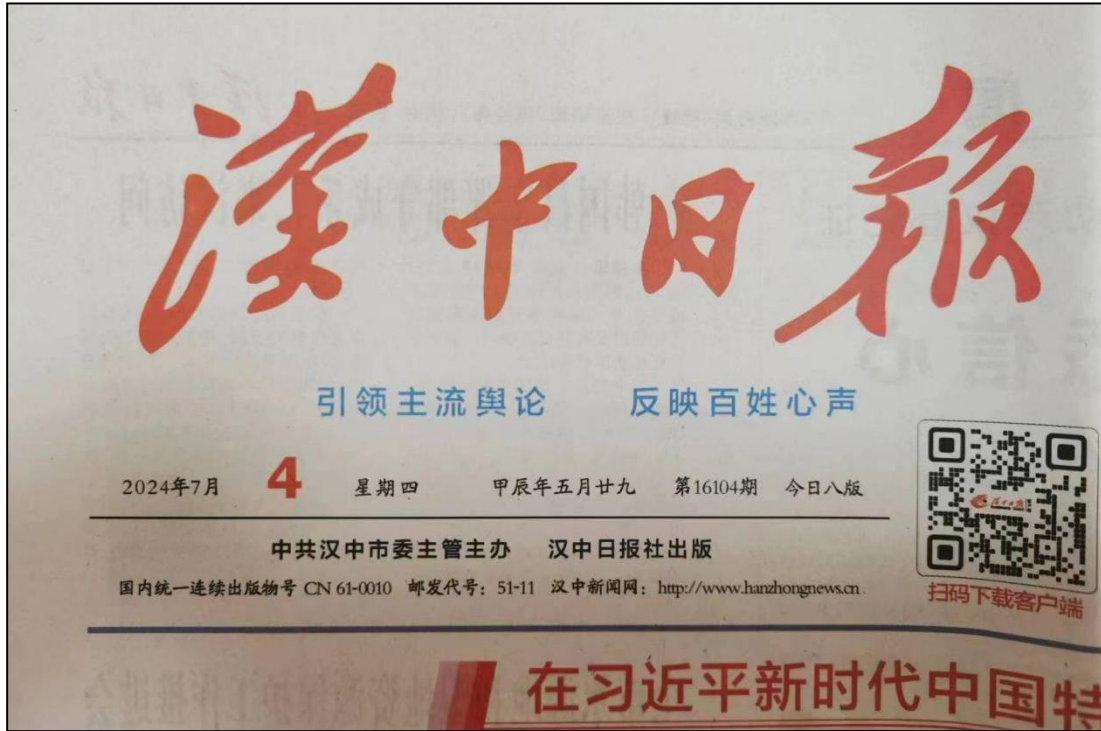 漢中日报
引领主流舆论 反映百姓心声
2024年7月 4 星期四 甲辰年五月廿九 第16104期 今日八版
中共汉中市委主管主办 汉中日报社出版
国内统一连续出版物号 CN 61-0010 邮发代号：51-11 汉中新闻网：http://www.hanzhongnews.cn
扫码下载客户端
在习近平新时代中国特